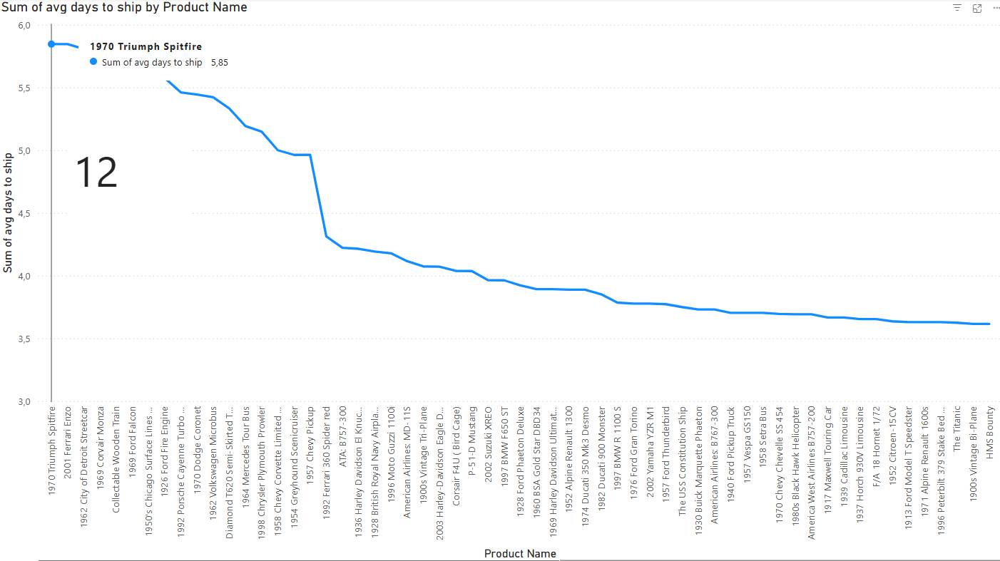 Sum of avg days to ship by Product Name
6,0
1970 Triumph Spitfire
Sum of avg days to ship 5,85
5,5
5,0
12
4,5
4,0
3,5
3,0
Sum of avg days to ship
1970 Triumph Spitfire
2001 Ferrari Enzo
1962 City of Detroit Streetcar
1969 Corvair Monza
Collectable Wooden Train
1969 Ford Falcon
1950's Chicago Surface Lines ...
1926 Ford Fire Engine
1992 Porsche Cayenne Turbo ...
1970 Dodge Coronet
1962 Volkswagen Microbus
Diamond T620 Semi-Skirted T...
1964 Mercedes Tour Bus
1998 Chrysler Plymouth Prowler
1958 Chevy Corvette Limited ...
1954 Greyhound Scenicruiser
1957 Chevy Pickup
1992 Ferrari 360 Spider red
ATA: B757-300
1936 Harley Davidson El Knuc...
1928 British Royal Navy Airpla...
1996 Moto Guzzi 1100i
American Airlines: MD-11S
1900s Vintage Tri-Plane
2003 Harley-Davidson Eagle D...
Corsair F4U ( Bird Cage)
P-51-D Mustang
2002 Suzuki XREO
1997 BMW F650 ST
1928 Ford Phaeton Deluxe
1960 BSA Gold Star DBD34
1969 Harley Davidson Ultimat...
1952 Alpine Renault 1300
1974 Ducati 350 Mk3 Desmo
1982 Ducati 900 Monster
1997 BMW R 1100 S
1976 Ford Gran Torino
2002 Yamaha YZR M1
1957 Ford Thunderbird
The USS Constitution Ship
1930 Buick Marquette Phaeton
American Airlines: B767-300
1940 Ford Pickup Truck
1957 Vespa GS150
1958 Setra Bus
1970 Chevy Chevelle SS 454
1980s Black Hawk Helicopter
America West Airlines B757-200
1917 Maxwell Touring Car
1939 Cadillac Limousine
1937 Horch 930V Limousine
F/A 18 Hornet 1/72
1952 Citroen-15CV
1913 Ford Model T Speedster
1971 Alpine Renault 1600s
1996 Peterbilt 379 Stake Bed ...
The Titanic
1900s Vintage Bi-Plane
HMS Bounty
Product Name